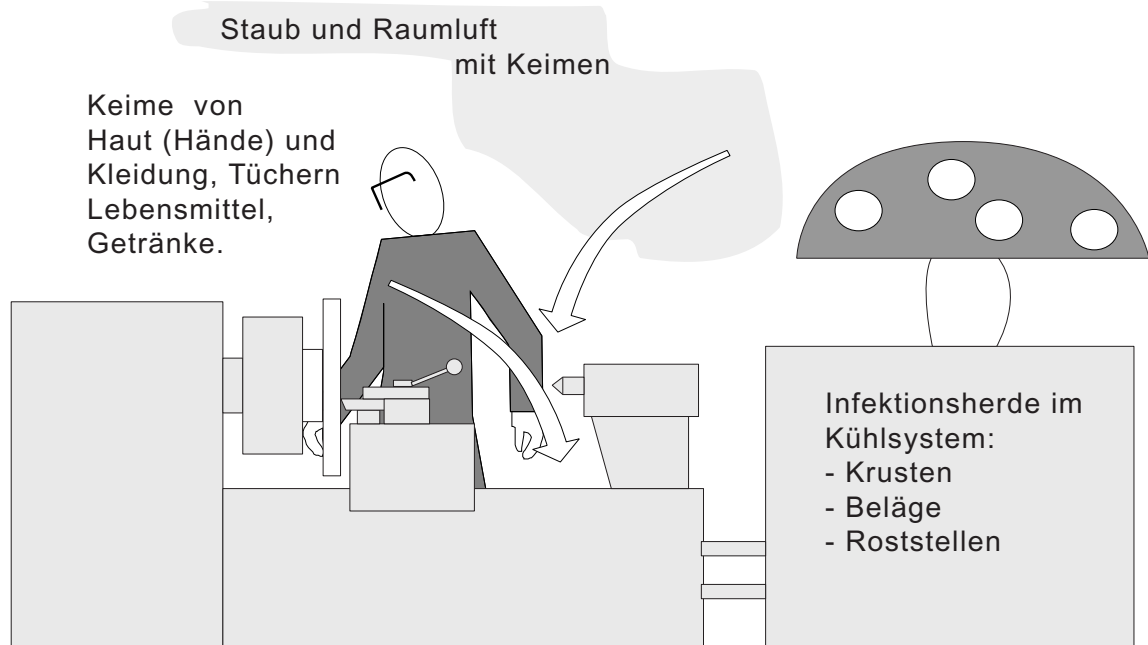 Staub und Raumluft
mit Keimen
Keime von
Haut (Hände) und
Kleidung, Tüchern
Lebensmittel,
Getränke.
Infektionsherde im
Kühlsystem:
- Krusten
- Beläge
- Roststellen